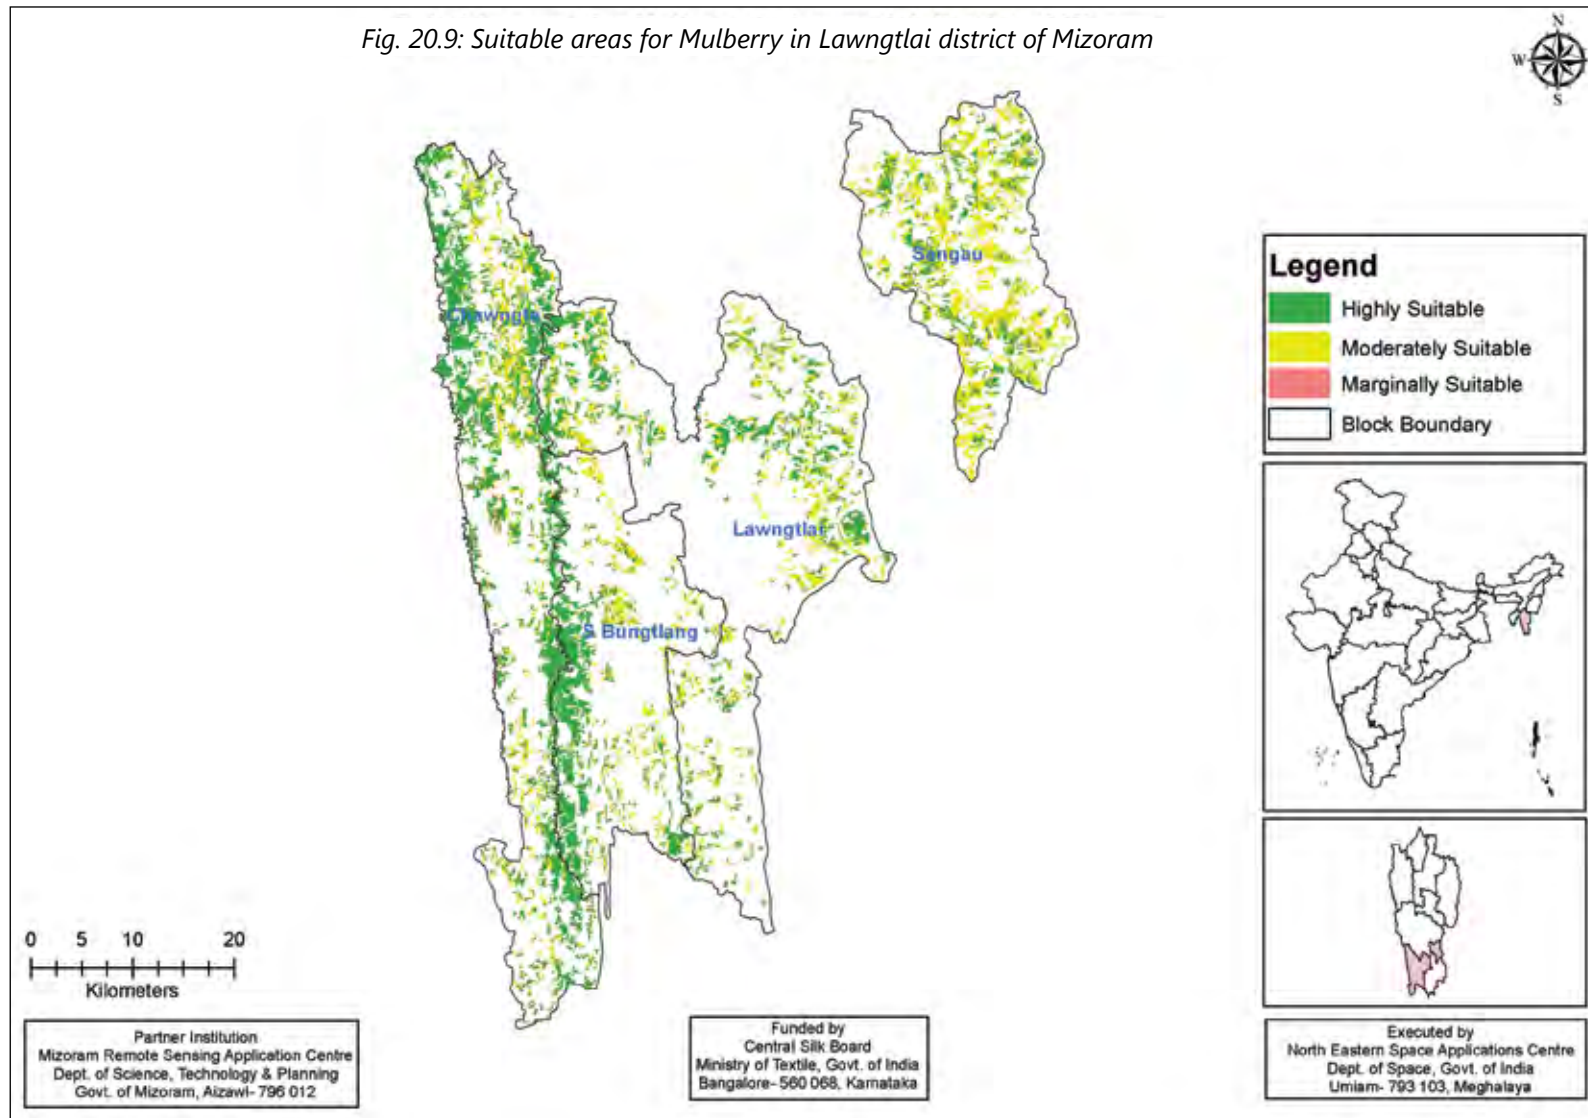 Fig. 20.9: Suitable areas for Mulberry in Lawngtlai district of Mizoram
N
W
S
Sangau
Chawngte
Lawngtlai
S Bungtlang
Legend
Highly Suitable
Moderately Suitable
Marginally Suitable
Block Boundary
0 5 10 20
Kilometers
Partner Institution
Mizoram Remote Sensing Application Centre
Dept. of Science, Technology & Planning
Govt. of Mizoram, Aizawl- 796 012
Funded by
Central Silk Board
Ministry of Textile, Govt. of India
Bangalore- 560 068, Karnataka
Executed by
North Eastern Space Applications Centre
Dept. of Space, Govt. of India
Umiam- 793 103, Meghalaya